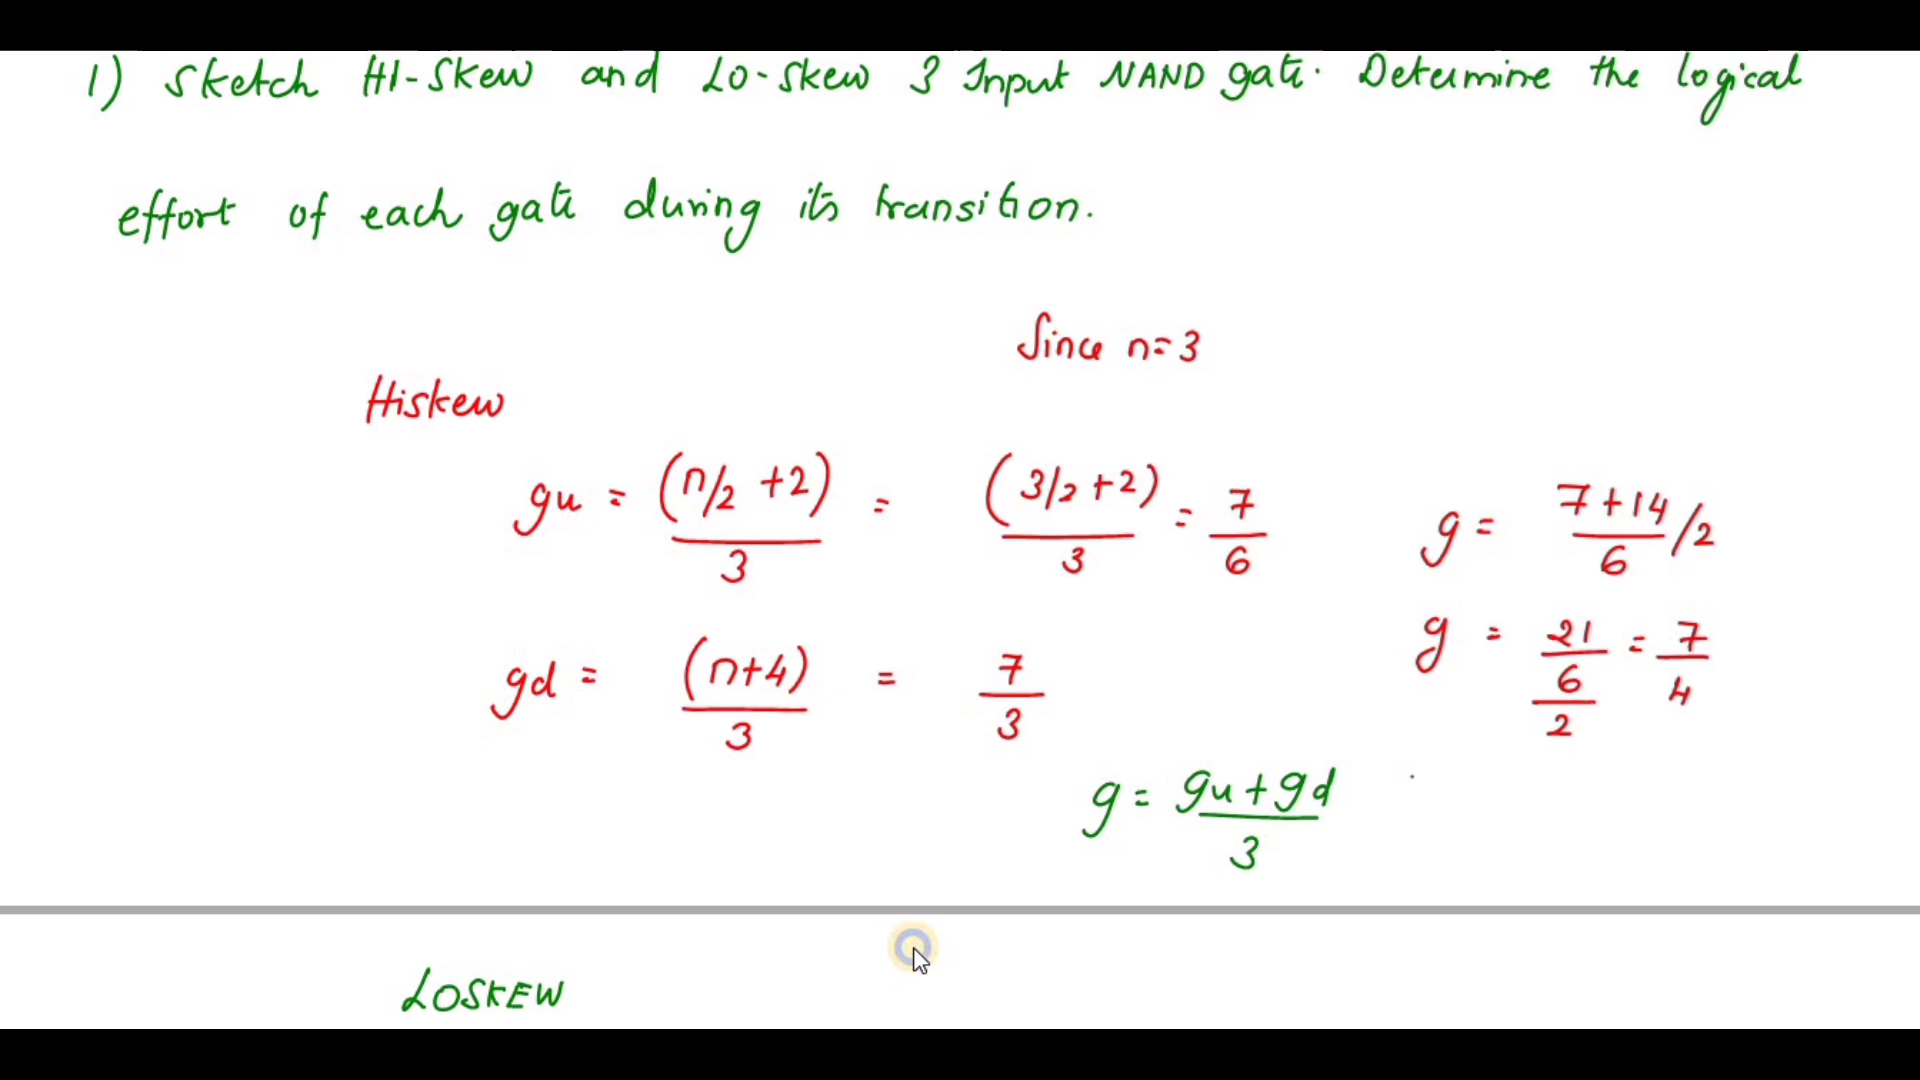 1) Sketch HI-Skew and LO-Skew 3 Input NAND gate. Determine the logical
effort of each gate during its transition.
Since n=3
Hiskew
gu = (n/2 +2)/3 = (3/2+2)/3 = 7/6
g = 7+14/6/2
gd = (n+4)/3 = 7/3
g = 21/6/2 = 7/4
g = gu+gd/3
LOSKEW